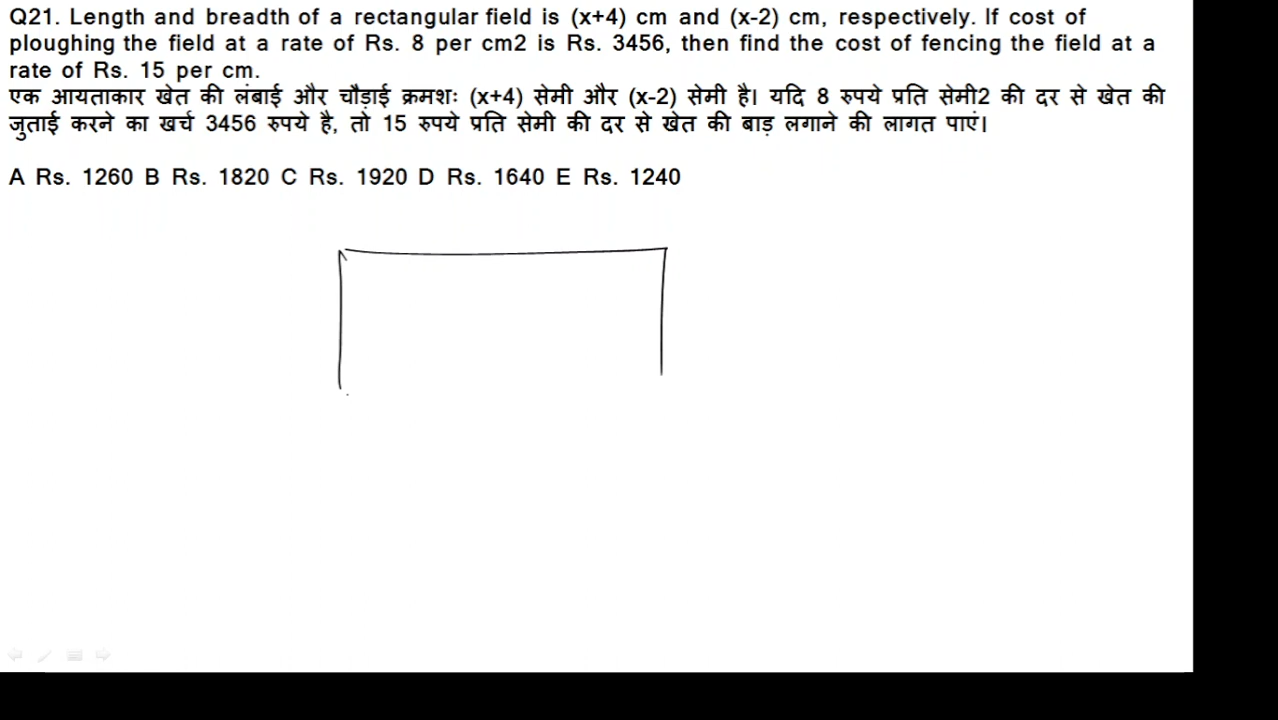 Q21. Length and breadth of a rectangular field is (x+4) cm and (x-2) cm, respectively. If cost of
ploughing the field at a rate of Rs. 8 per cm2 is Rs. 3456, then find the cost of fencing the field at a
rate of Rs. 15 per cm.
एक आयताकार खेत की लंबाई और चौड़ाई क्रमशः (x+4) सेमी और (x-2) सेमी है। यदि 8 रुपये प्रति सेमी2 की दर से खेत की
जुताई करने का खर्च 3456 रुपये है, तो 15 रुपये प्रति सेमी की दर से खेत की बाड़ लगाने की लागत पाएं।
A Rs. 1260 B Rs. 1820 C Rs. 1920 D Rs. 1640 E Rs. 1240